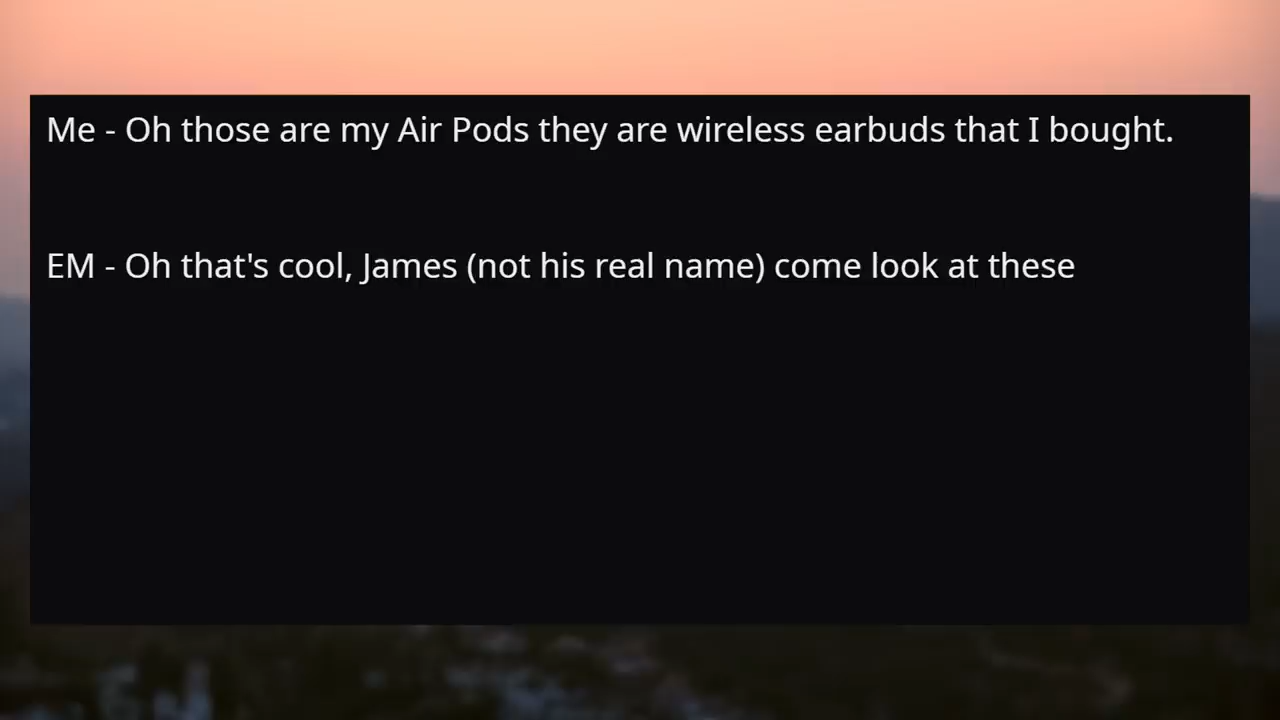 Me - Oh those are my Air Pods they are wireless earbuds that I bought.
EM - Oh that's cool, James (not his real name) come look at these